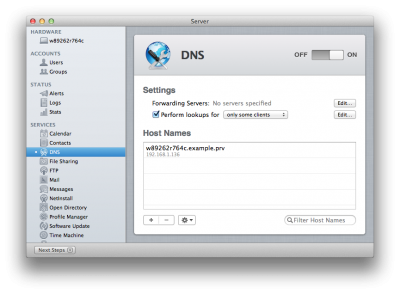 Server
HARDWARE
w89262r764c
ACCOUNTS
Users
Groups
STATUS
Alerts
Logs
Stats
SERVICES
Calendar
Contacts
DNS
File Sharing
FTP
Mail
Messages
NetInstall
Open Directory
Profile Manager
Software Update
Time Machine
Next Steps
DNS
OFF ON
Settings
Forwarding Servers: No servers specified Edit...
Perform lookups for only some clients Edit...
Host Names
w89262r764c.example.prv
192.168.1.136
Filter Host Names